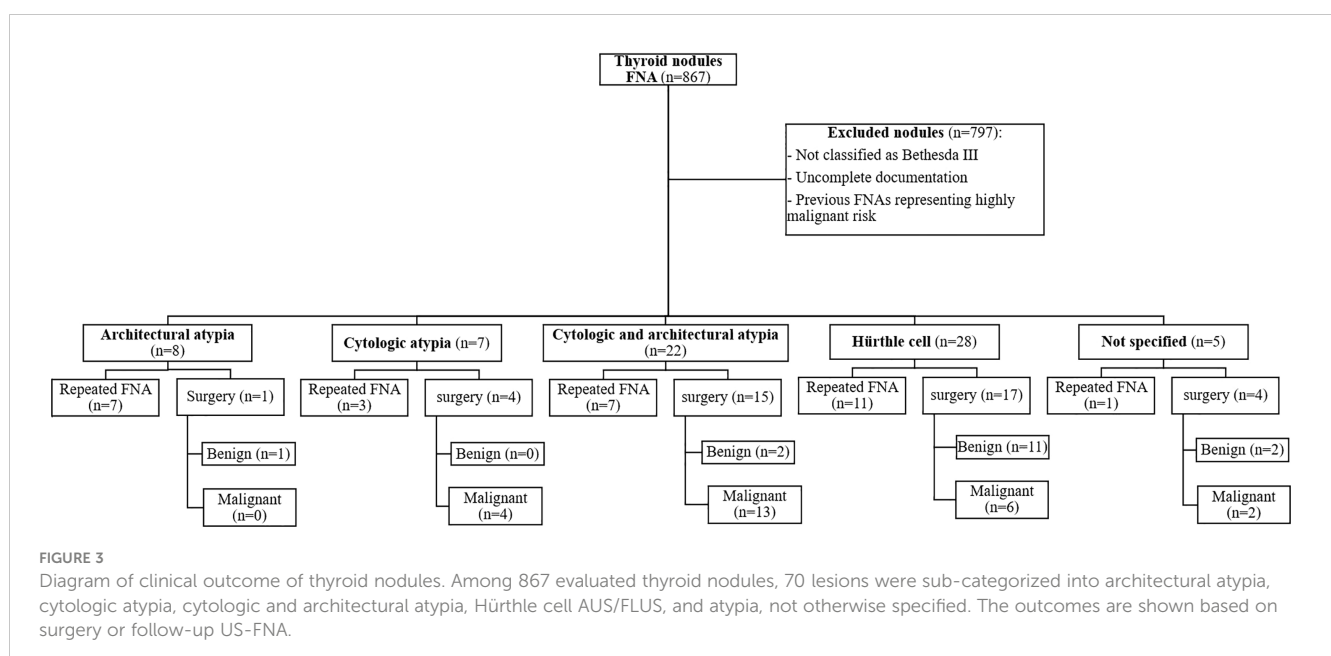 Thyroid nodules
FNA (n=867)
Excluded nodules (n=797):
- Not classified as Bethesda III
- Uncomplete documentation
- Previous FNAs representing highly
malignant risk
Architectural atypia
(n=8)
Repeated FNA
(n=7)
Surgery (n=1)
Benign (n=1)
Malignant
(n=0)
Cytologic atypia (n=7)
Repeated FNA
(n=3)
surgery (n=4)
Benign (n=0)
Malignant
(n=4)
Cytologic and architectural atypia
(n=22)
Repeated FNA
(n=7)
surgery (n=15)
Benign (n=2)
Malignant
(n=13)
Hürthle cell (n=28)
Repeated FNA
(n=11)
surgery (n=17)
Benign (n=11)
Malignant
(n=6)
Not specified (n=5)
Repeated FNA
(n=1)
surgery (n=4)
Benign (n=2)
Malignant
(n=2)
FIGURE 3
Diagram of clinical outcome of thyroid nodules. Among 867 evaluated thyroid nodules, 70 lesions were sub-categorized into architectural atypia,
cytologic atypia, cytologic and architectural atypia, Hürthle cell AUS/FLUS, and atypia, not otherwise specified. The outcomes are shown based on
surgery or follow-up US-FNA.